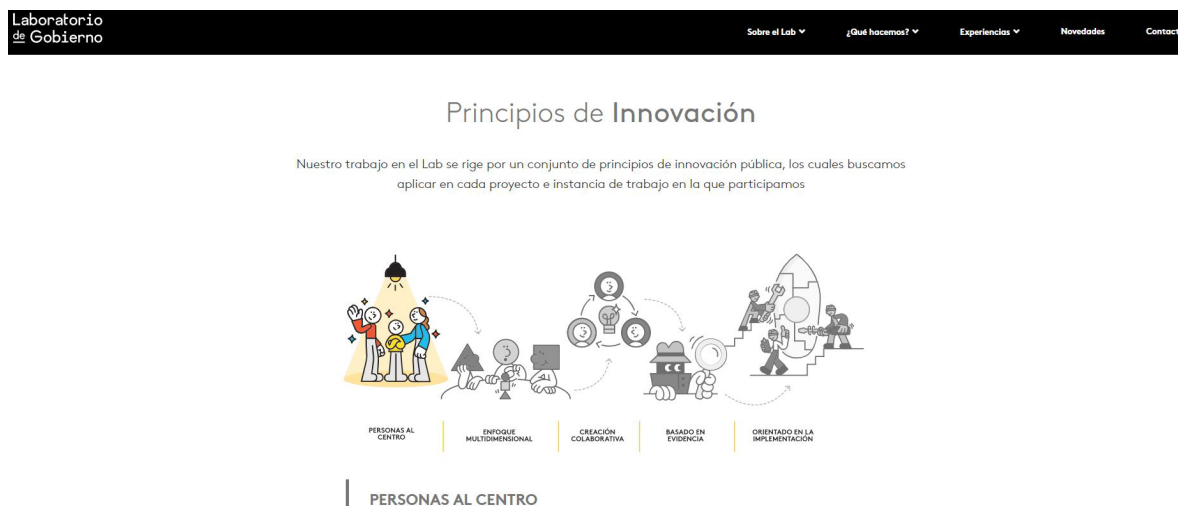 Laboratorio
de Gobierno
Sobre el Lab
¿Qué hacemos?
Experiencias
Novedades
Contact
Principios de Innovación
Nuestro trabajo en el Lab se rige por un conjunto de principios de innovación pública, los cuales buscamos
aplicar en cada proyecto e instancia de trabajo en la que participamos
PERSONAS AL
CENTRO
ENFOQUE
MULTIDIMENSIONAL
CREACIÓN
COLABORATIVA
BASADO EN
EVIDENCIA
ORIENTADO EN LA
IMPLEMENTACIÓN
PERSONAS AL CENTRO